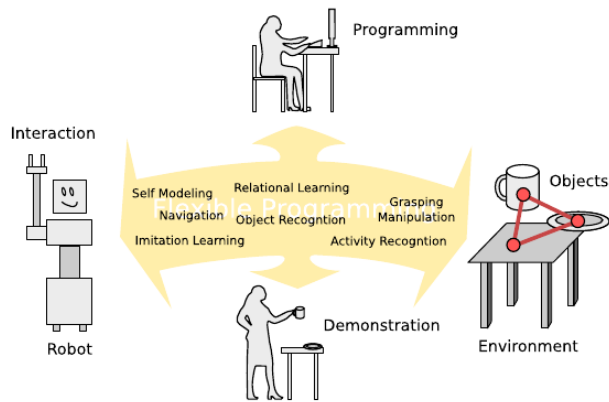 Programming
Interaction
Objects
Self Modeling
Relational Learning
Grasping
Flexible Programming
Navigation
Object Recogntion
Manipulation
Imitation Learning
Activity Recogntion
Demonstration
Robot
Environment